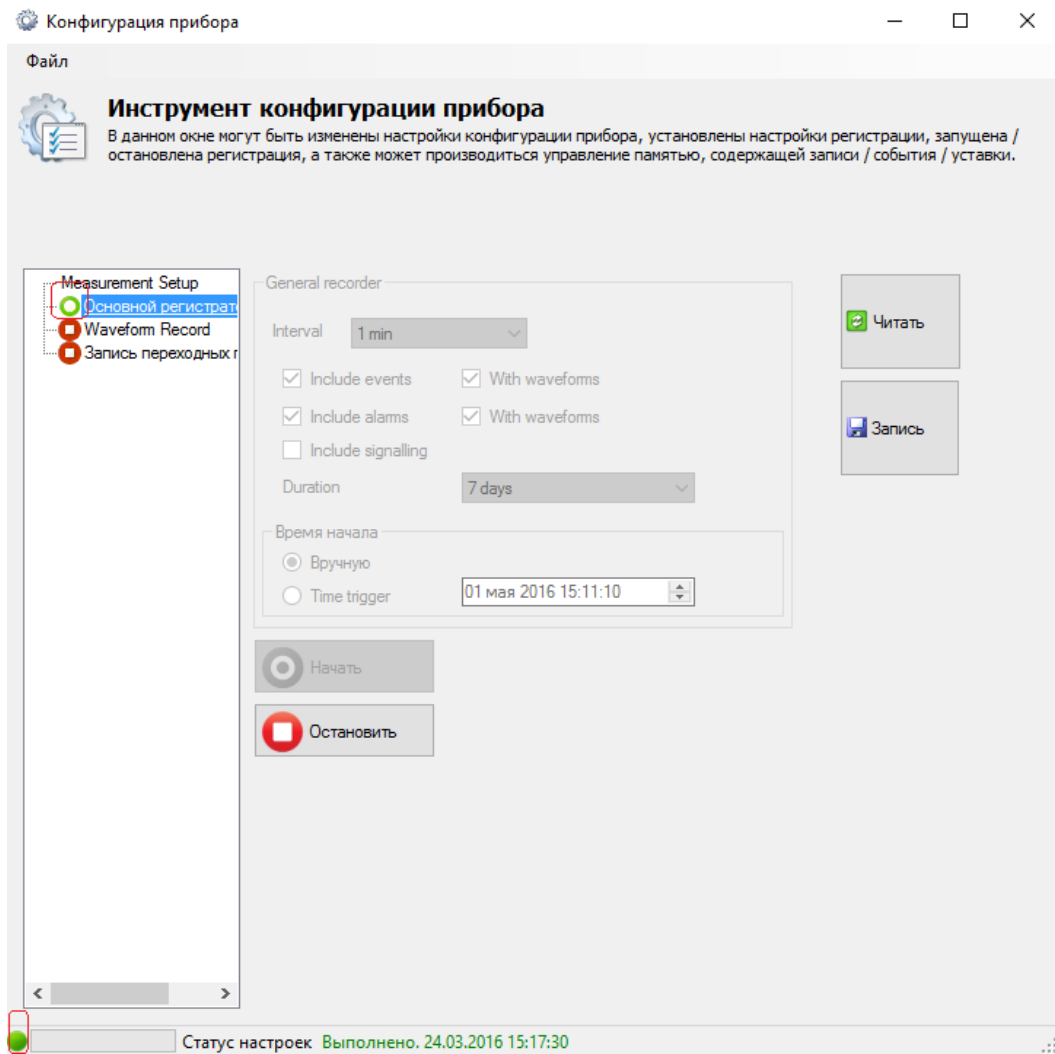 Конфигурация прибора
Файл
Инструмент конфигурации прибора
В данном окне могут быть изменены настройки конфигурации прибора, установлены настройки регистрации, запущена /
остановлена регистрация, а также может производиться управление памятью, содержащей записи / события / уставки.
Measurement Setup
Основной регистрат
Waveform Record
Запись переходных
General recorder
Interval 1 min
Include events With waveforms
Include alarms With waveforms
Include signalling
Duration 7 days
Время начала
Вручную
Time trigger 01 мая 2016 15:11:10
Начать
Остановить
Читать
Запись
Статус настроек Выполнено. 24.03.2016 15:17:30